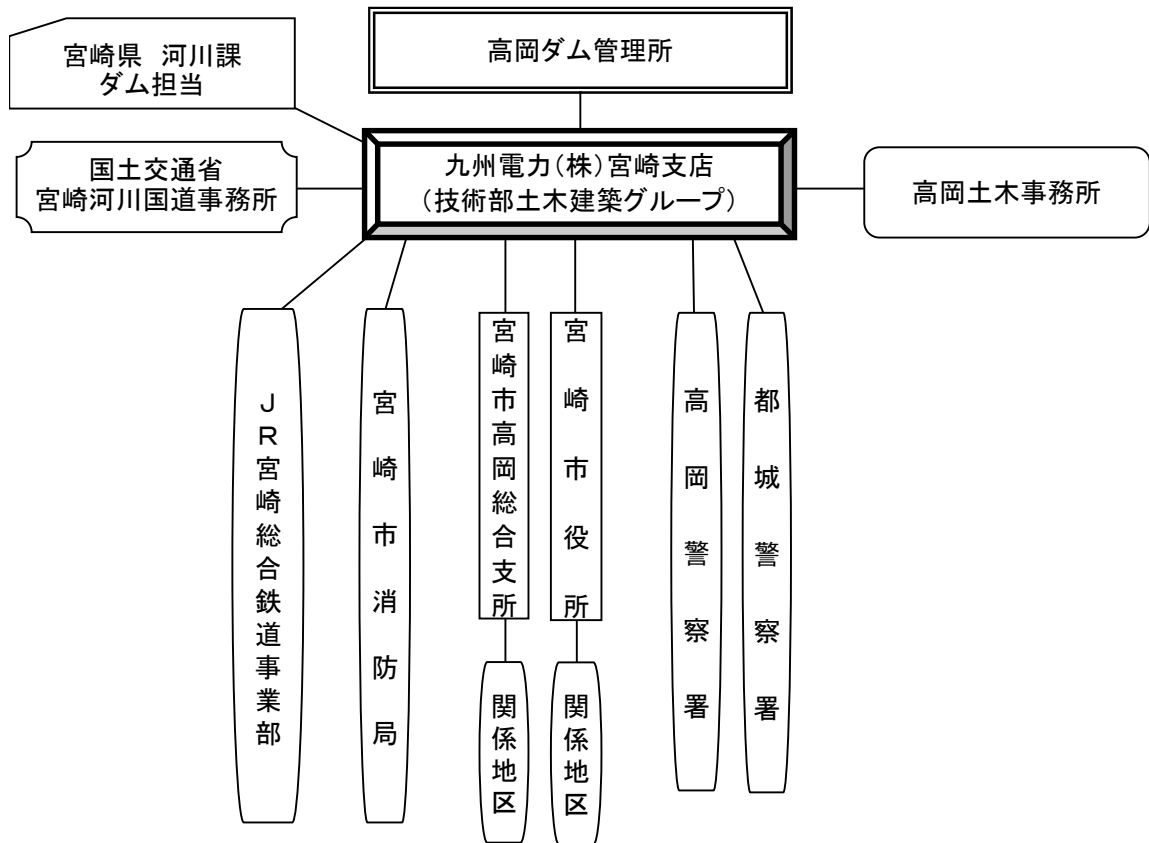 宮崎県　河川課
ダム担当
高岡ダム管理所
国土交通省
宮崎河川国道事務所
九州電力(株)宮崎支店
(技術部土木建築グループ)
高岡土木事務所
ＪＲ宮崎総合鉄道事業部
宮崎市消防局
宮崎市高岡総合支所
宮崎市役所
高岡警察署
都城警察署
関係地区
関係地区